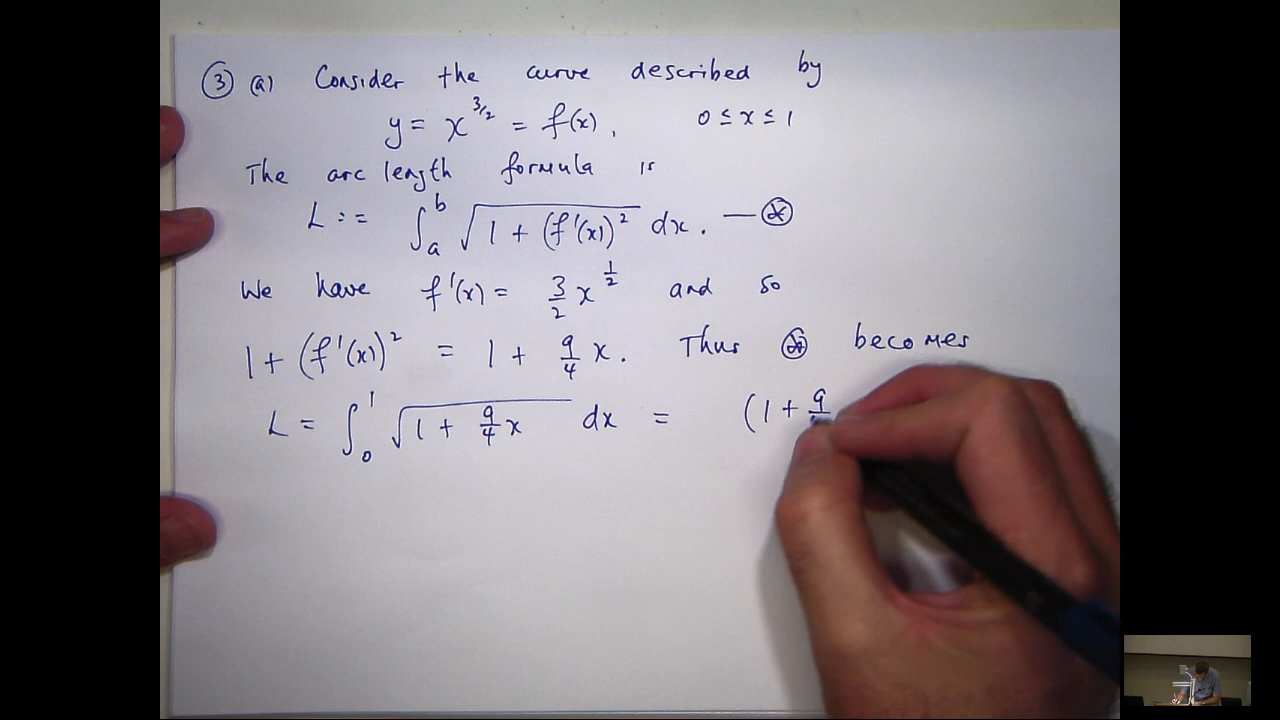 ③ (a) Consider the curve described by
y = x^{3/2} = f(x), 0 ≤ x ≤ 1
The arc length formula is
L := ∫_a^b √(1 + (f'(x))^2) dx. —⊛
We have f'(x) = 3/2 x^{1/2} and so
1 + (f'(x))^2 = 1 + 9/4 x. Thus ⊛ becomes
L = ∫_0^1 √(1 + 9/4 x) dx = (1 + 9